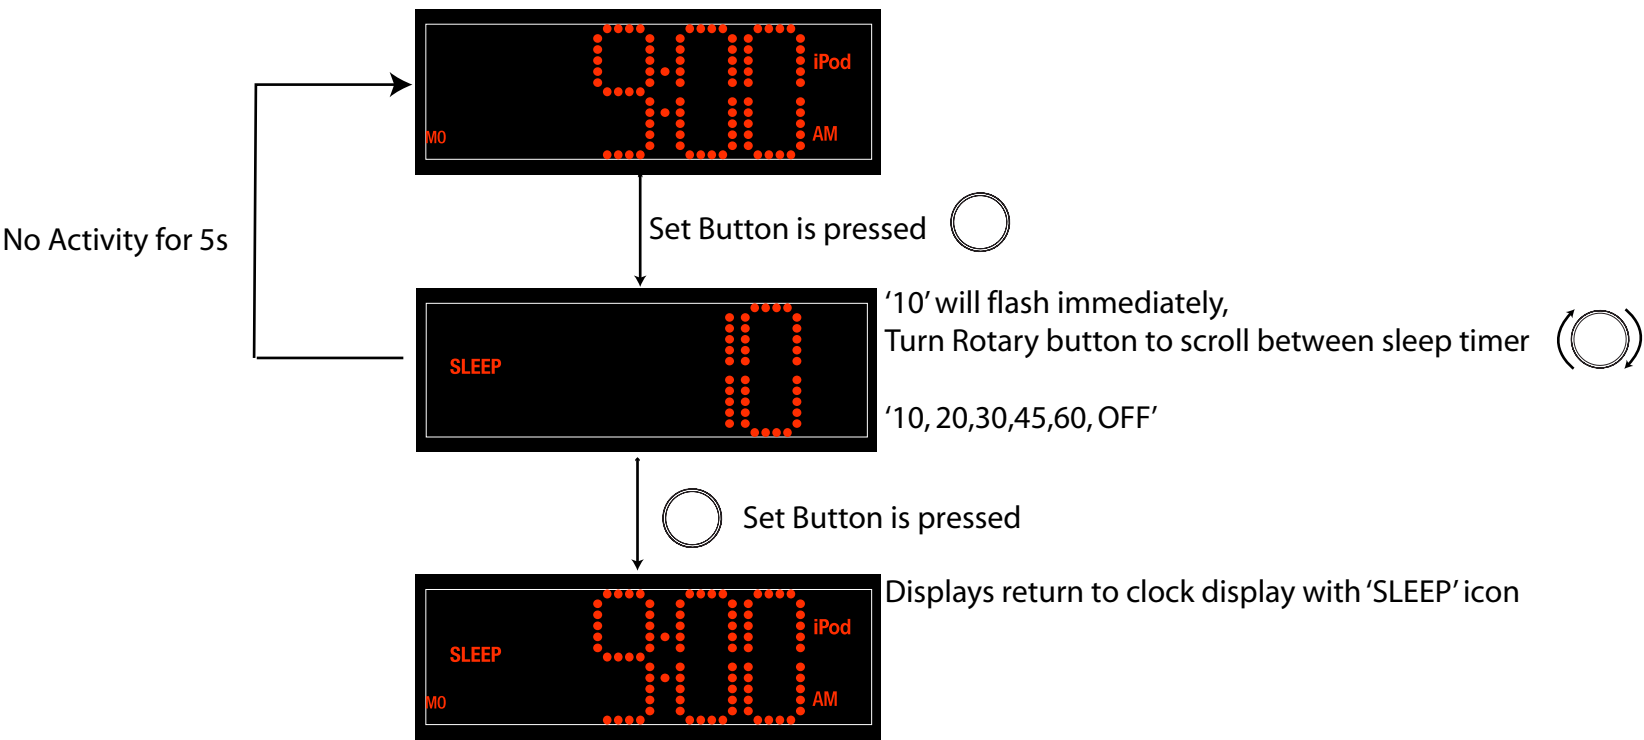 9:00
iPod
MO
AM
Set Button is pressed
No Activity for 5s
‘10’ will flash immediately,
Turn Rotary button to scroll between sleep timer
10
SLEEP
‘10, 20,30,45,60, OFF’
Set Button is pressed
Displays return to clock display with ‘SLEEP’ icon
9:00
iPod
SLEEP
MO
AM